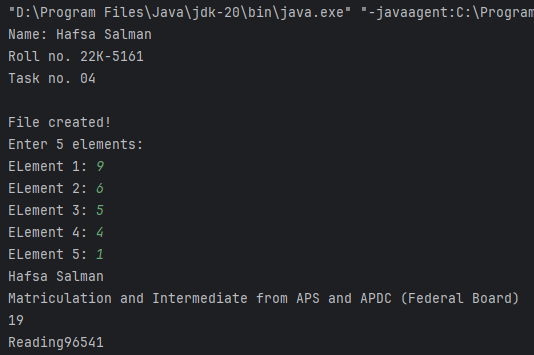 "D:\Program Files\Java\jdk-20\bin\java.exe" "-javaagent:C:\Program
Name: Hafsa Salman
Roll no. 22K-5161
Task no. 04
File created!
Enter 5 elements:
ELement 1: 9
ELement 2: 6
ELement 3: 5
ELement 4: 4
ELement 5: 1
Hafsa Salman
Matriculation and Intermediate from APS and APDC (Federal Board)
19
Reading96541